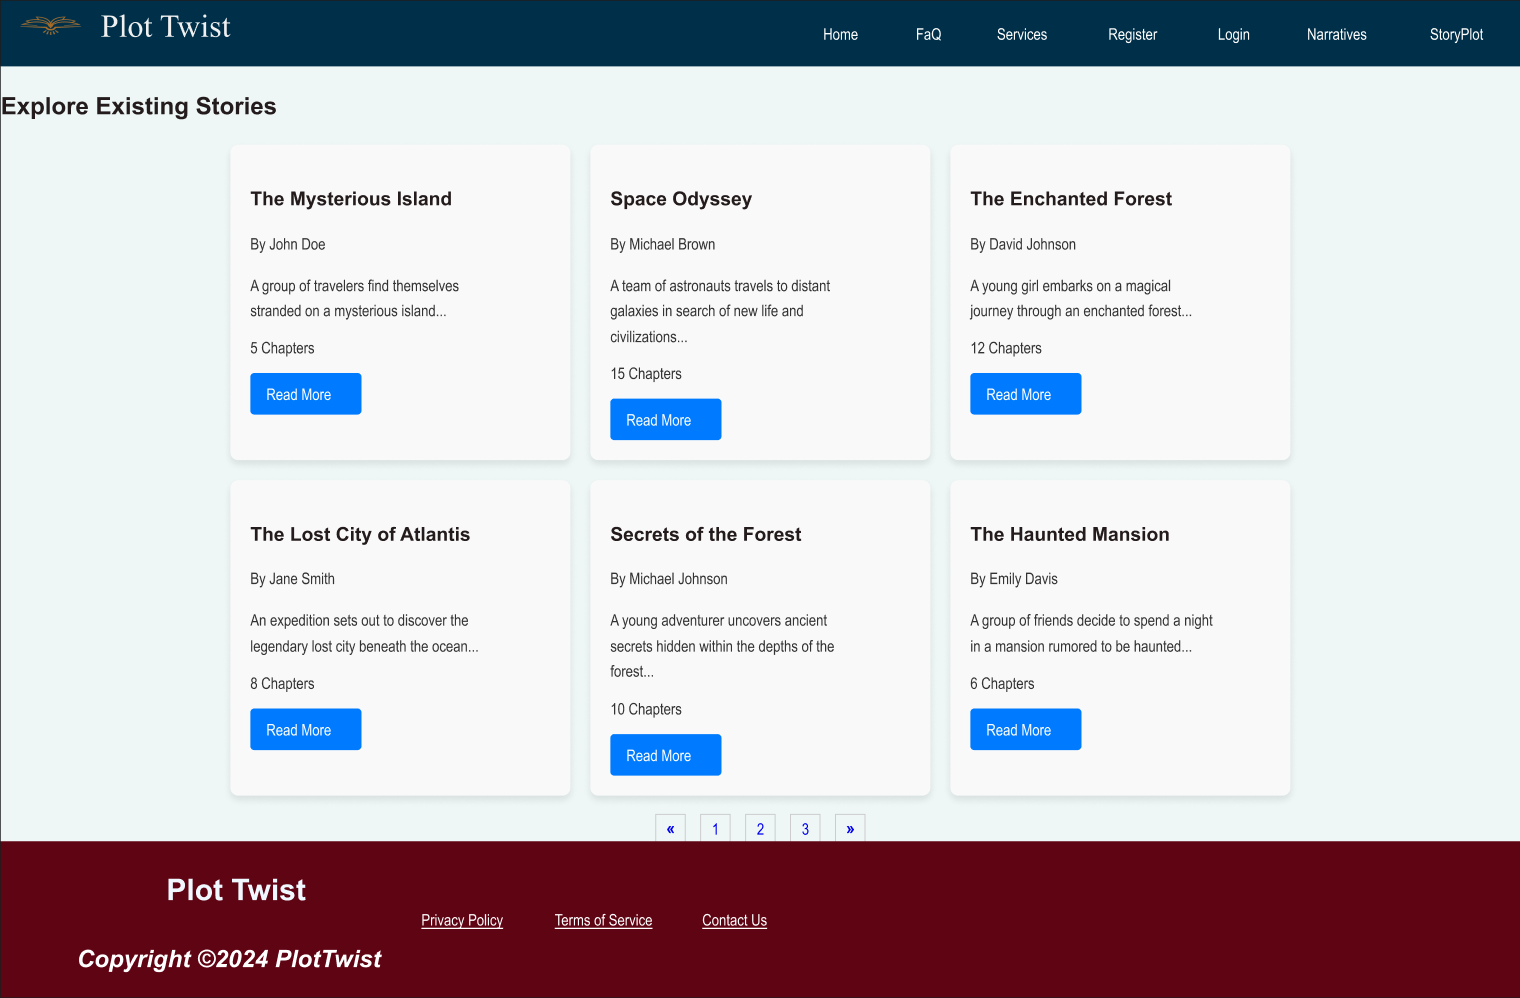 Plot Twist
Home FaQ Services Register Login Narratives StoryPlot
Explore Existing Stories
The Mysterious Island
By John Doe
A group of travelers find themselves
stranded on a mysterious island...
5 Chapters
Read More
Space Odyssey
By Michael Brown
A team of astronauts travels to distant
galaxies in search of new life and
civilizations...
15 Chapters
Read More
The Enchanted Forest
By David Johnson
A young girl embarks on a magical
journey through an enchanted forest...
12 Chapters
Read More
The Lost City of Atlantis
By Jane Smith
An expedition sets out to discover the
legendary lost city beneath the ocean...
8 Chapters
Read More
Secrets of the Forest
By Michael Johnson
A young adventurer uncovers ancient
secrets hidden within the depths of the
forest...
10 Chapters
Read More
The Haunted Mansion
By Emily Davis
A group of friends decide to spend a night
in a mansion rumored to be haunted...
6 Chapters
Read More
« 1 2 3 »
Plot Twist
Privacy Policy Terms of Service Contact Us
Copyright ©2024 PlotTwist